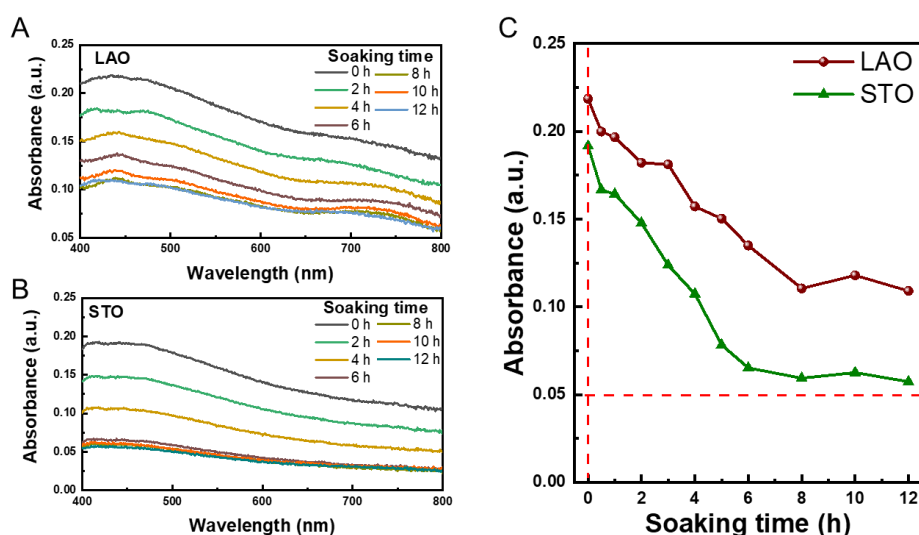 A
LAO
Soaking time
0 h
8 h
2 h
10 h
4 h
12 h
6 h
0.25
0.20
0.15
0.10
0.05
400
500
600
700
800
Absorbance (a.u.)
Wavelength (nm)
B
STO
Soaking time
0 h
8 h
2 h
10 h
4 h
12 h
6 h
0.25
0.20
0.15
0.10
0.05
0.00
400
500
600
700
800
Absorbance (a.u.)
Wavelength (nm)
C
LAO
STO
0.25
0.20
0.15
0.10
0.05
0.00
0
2
4
6
8
10
12
Absorbance (a.u.)
Soaking time (h)